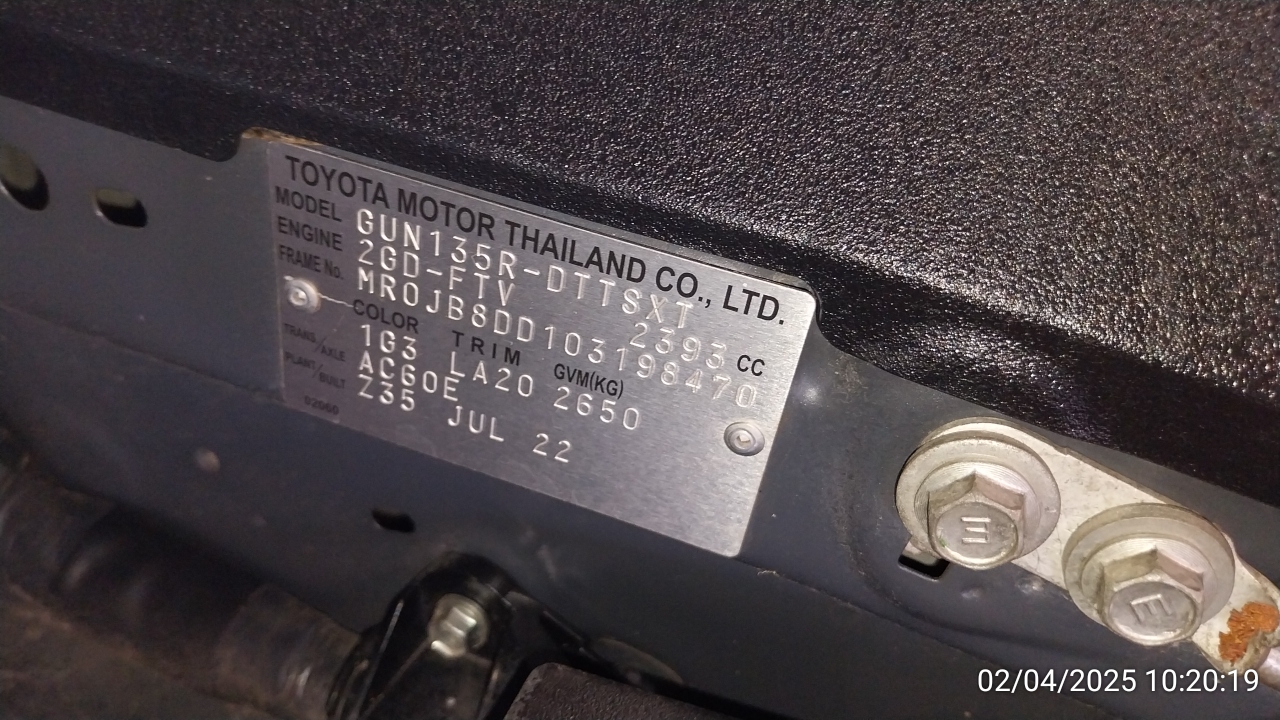 TOYOTA MOTOR THAILAND CO., LTD.
MODEL GUN135R-DTTSXT
ENGINE 2GD-FTV 2393 CC
FRAME No. MR0JB8DD103198470
COLOR TRIM GVM(KG)
1G3 LA20 2650
TRANS/AXLE AC60E
PLANT/BUILT Z35 JUL 22
02060
E
E
02/04/2025 10:20:19